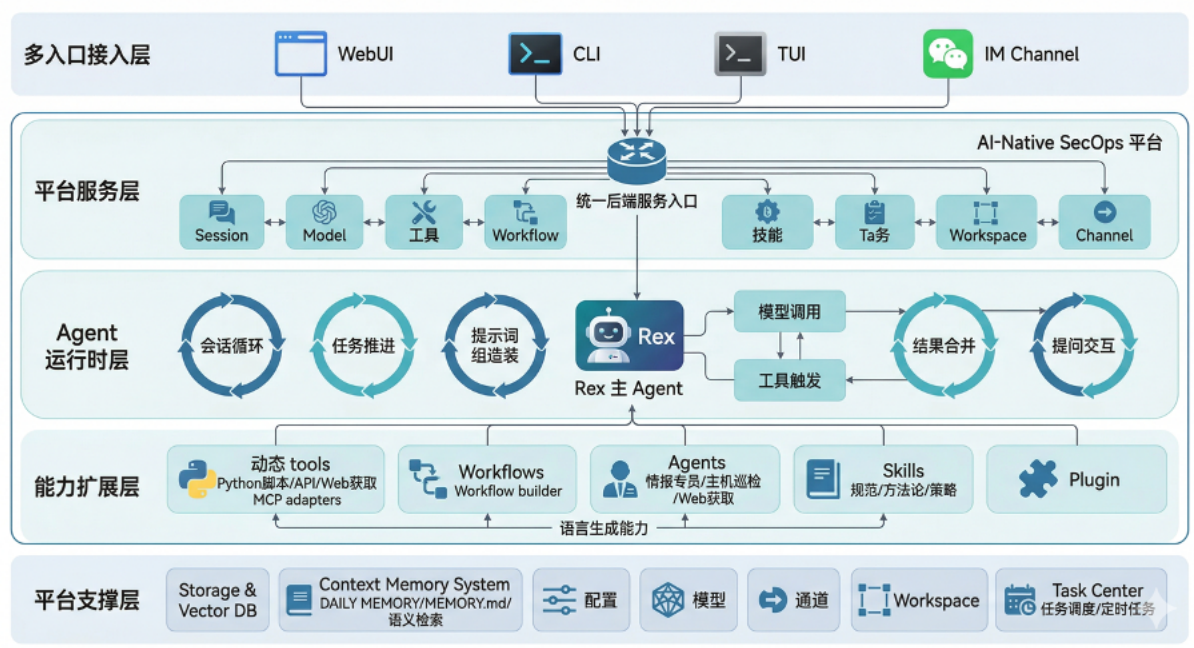 多入口接入层
WebUI
CLI
TUI
IM Channel
AI-Native SecOps 平台
平台服务层
统一后端服务入口
Session
Model
工具
Workflow
技能
Ta务
Workspace
Channel
Agent
运行时层
会话循环
任务推进
提示词
组造装
Rex
Rex 主 Agent
模型调用
工具触发
结果合并
提问交互
能力扩展层
动态 tools
Python脚本/API/Web获取
MCP adapters
Workflows
Workflow builder
Agents
情报专员/主机巡检
/Web获取
Skills
规范/方法论/策略
Plugin
语言生成能力
平台支撑层
Storage &
Vector DB
Context Memory System
DAILY MEMORY/MEMORY.md/
语义检索
配置
模型
通道
Workspace
Task Center
任务调度/定时任务